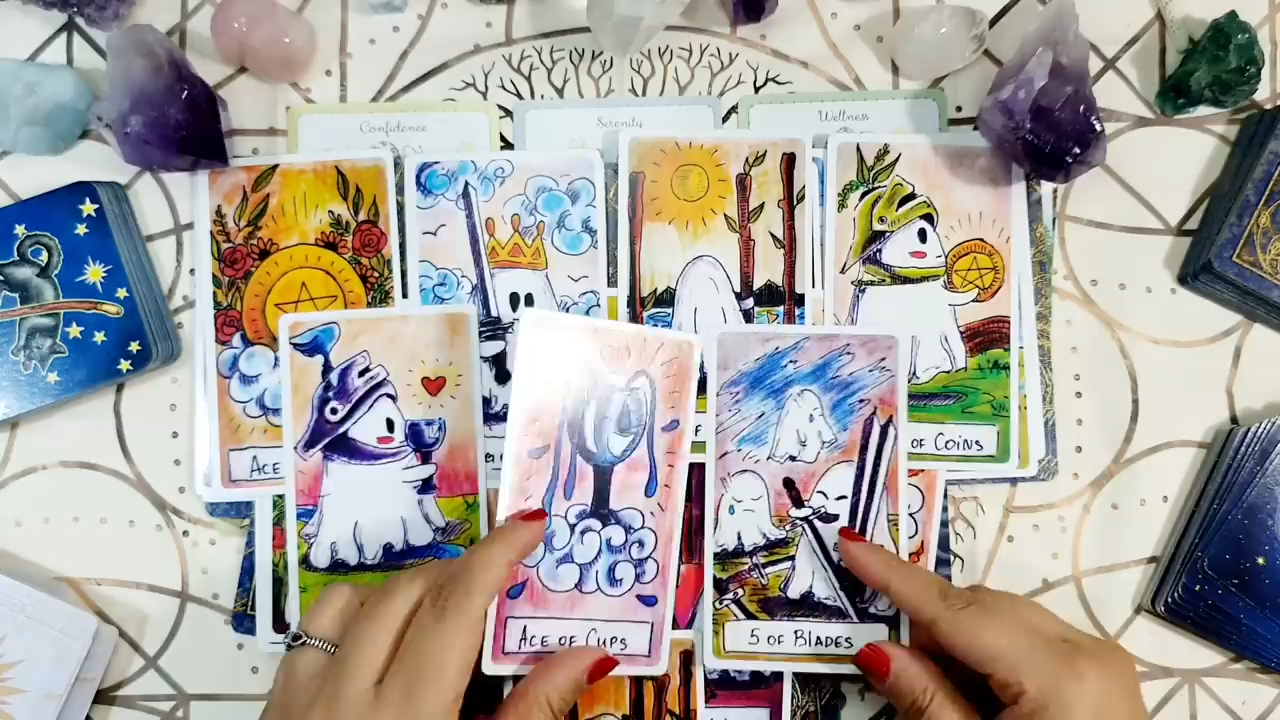 Confidence
Serenity
Wellness
ACE
OF COINS
F
ACE OF CUPS
5 OF BLADES